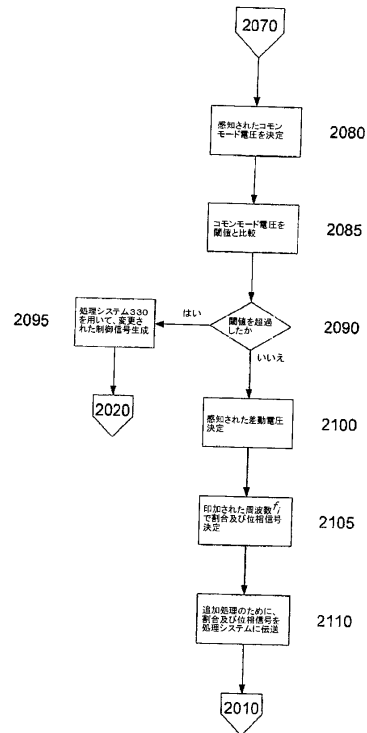 2070
感知されたコモン
モード電圧を決定
2080
コモンモード電圧を
閾値と比較
2085
処理システム330
を用いて、変更さ
れた制御信号生成
2095
はい
閾値を超過
したか
2090
いいえ
2020
感知された差動電圧
決定
2100
印加された周波数 fi
で割合及び位相信号
決定
2105
追加処理のために、
割合及び位相信号を
処理システムに伝送
2110
2010